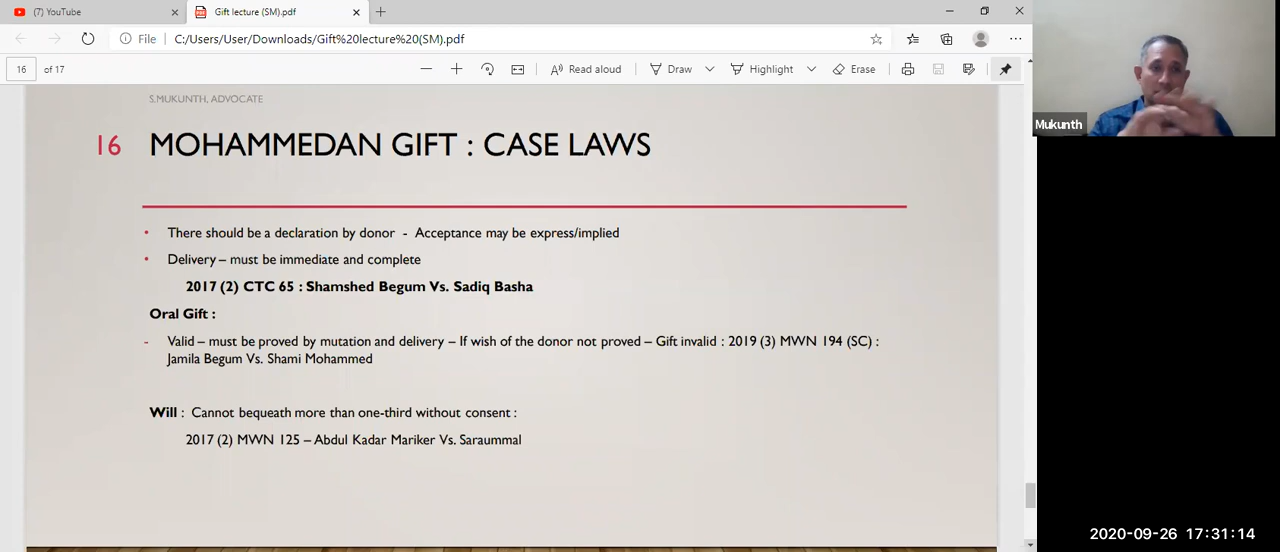 (7) YouTube
Gift lecture (SM).pdf
File
C:/Users/User/Downloads/Gift%20lecture%20(SM).pdf
16 of 17
Read aloud
Draw
Highlight
Erase
S.MUKUNTH, ADVOCATE
16 MOHAMMEDAN GIFT : CASE LAWS
• There should be a declaration by donor - Acceptance may be express/implied
• Delivery – must be immediate and complete
2017 (2) CTC 65 : Shamshed Begum Vs. Sadiq Basha
Oral Gift :
- Valid – must be proved by mutation and delivery – If wish of the donor not proved – Gift invalid : 2019 (3) MWN 194 (SC) :
Jamila Begum Vs. Shami Mohammed
Will : Cannot bequeath more than one-third without consent :
2017 (2) MWN 125 – Abdul Kadar Mariker Vs. Saraummal
Mukunth
2020-09-26 17:31:14